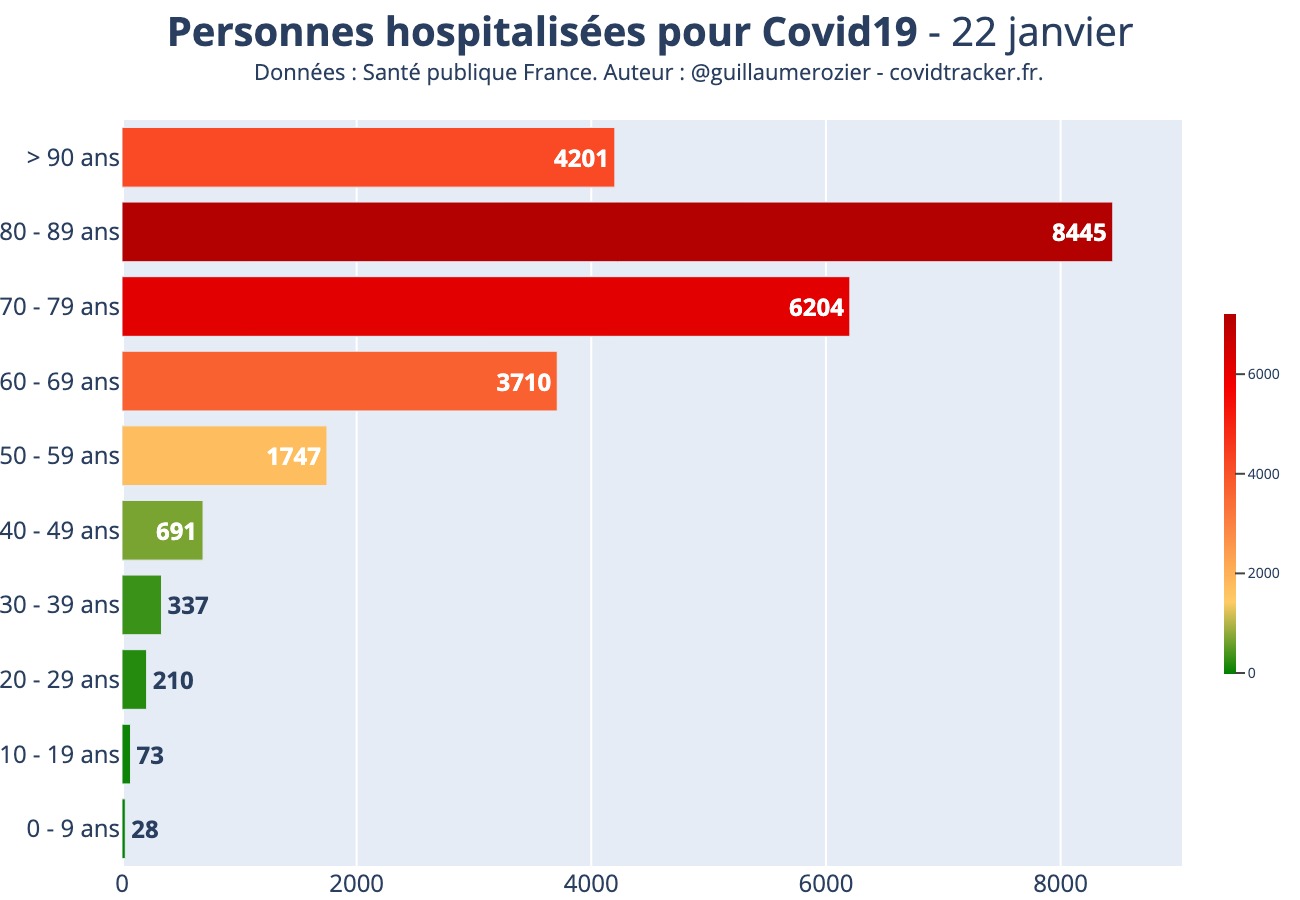 Personnes hospitalisées pour Covid19 - 22 janvier
Données : Santé publique France. Auteur : @guillaumerozier - covidtracker.fr.
> 90 ans 4201
80 - 89 ans 8445
70 - 79 ans 6204
60 - 69 ans 3710
50 - 59 ans 1747
40 - 49 ans 691
30 - 39 ans 337
20 - 29 ans 210
10 - 19 ans 73
0 - 9 ans 28
0 2000 4000 6000 8000
6000
4000
2000
0